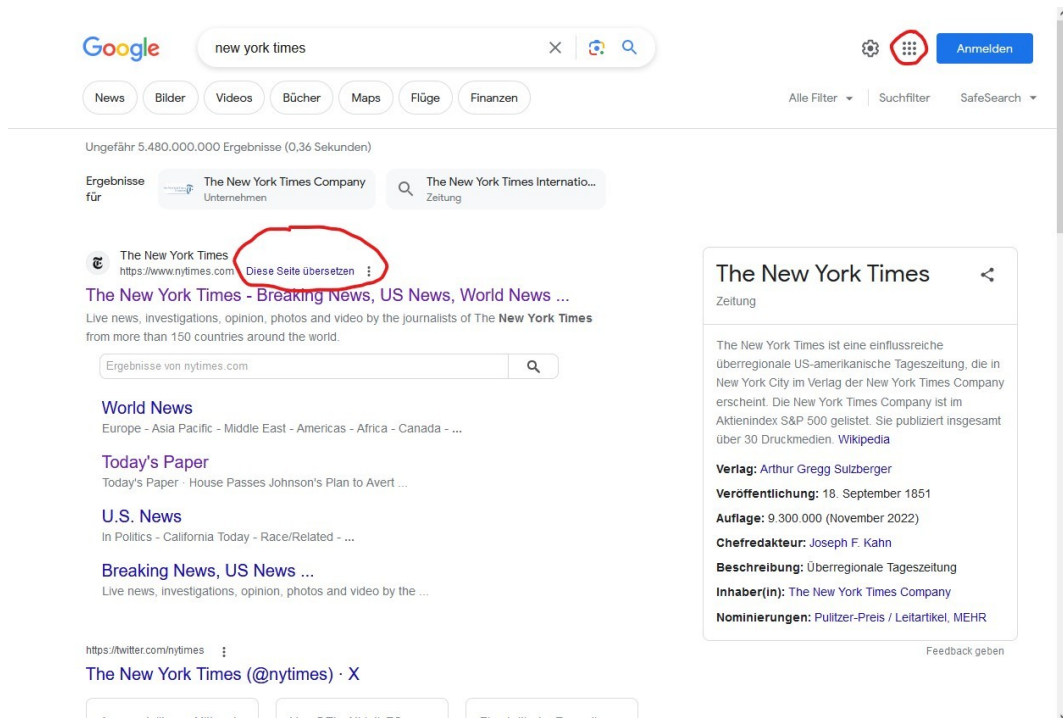 Google
new york times
Anmelden
News Bilder Videos Bücher Maps Flüge Finanzen
Alle Filter Suchfilter SafeSearch
Ungefähr 5.480.000.000 Ergebnisse (0,36 Sekunden)
Ergebnisse für
The New York Times Company
Unternehmen
The New York Times Internatio...
Zeitung
The New York Times
https://www.nytimes.com Diese Seite übersetzen
The New York Times - Breaking News, US News, World News ...
Live news, investigations, opinion, photos and video by the journalists of The New York Times
from more than 150 countries around the world.
Ergebnisse von nytimes.com
World News
Europe - Asia Pacific - Middle East - Americas - Africa - Canada - ...
Today's Paper
Today's Paper · House Passes Johnson's Plan to Avert ...
U.S. News
In Politics - California Today - Race/Related - ...
Breaking News, US News ...
Live news, investigations, opinion, photos and video by the ...
https://twitter.com/nytimes
The New York Times (@nytimes) · X
The New York Times
Zeitung
The New York Times ist eine einflussreiche
überregionale US-amerikanische Tageszeitung, die in
New York City im Verlag der New York Times Company
erscheint. Die New York Times Company ist im
Aktienindex S&P 500 gelistet. Sie publiziert insgesamt
über 30 Druckmedien. Wikipedia
Verlag: Arthur Gregg Sulzberger
Veröffentlichung: 18. September 1851
Auflage: 9.300.000 (November 2022)
Chefredakteur: Joseph F. Kahn
Beschreibung: Überregionale Tageszeitung
Inhaber(in): The New York Times Company
Nominierungen: Pulitzer-Preis / Leitartikel, MEHR
Feedback geben